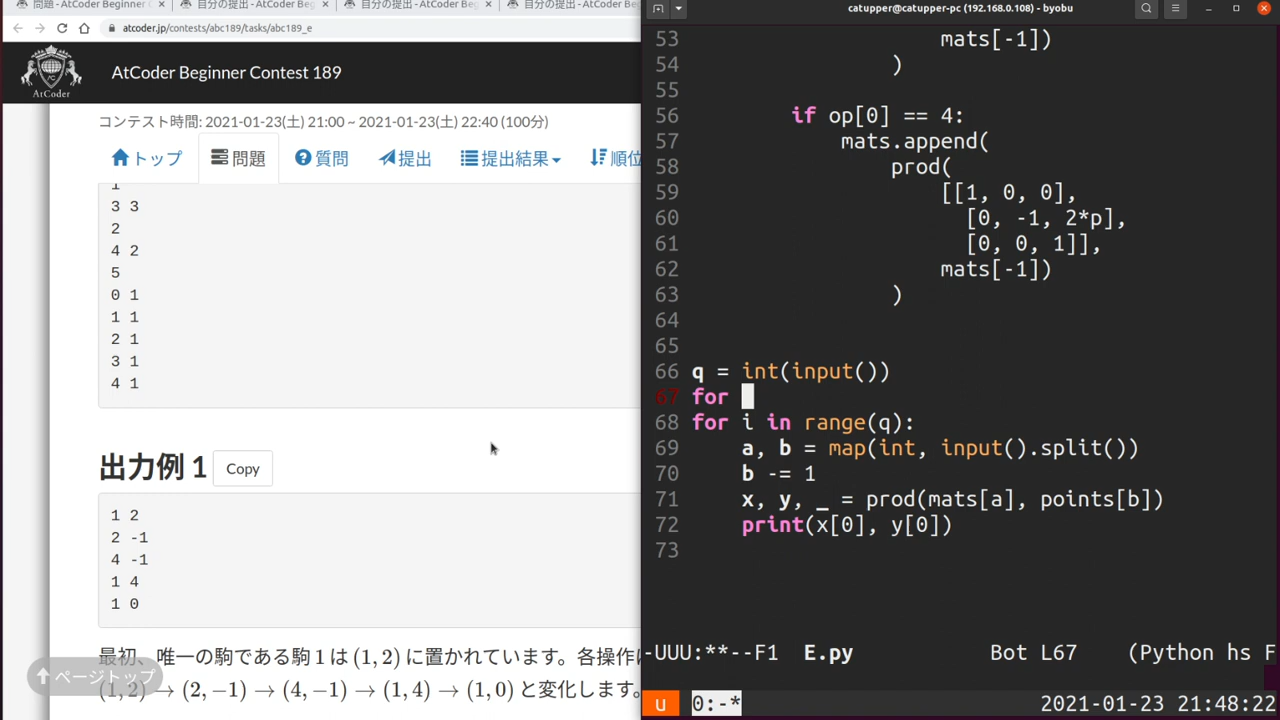 問題 - AtCoder Beginner C
自分の提出 - AtCoder Beg
自分の提出 - AtCoder Beg
自分の提出 - AtCoder Beg
atcoder.jp/contests/abc189/tasks/abc189_e
AtCoder
AtCoder Beginner Contest 189
コンテスト時間: 2021-01-23(土) 21:00 ~ 2021-01-23(土) 22:40 (100分)
トップ
問題
質問
提出
提出結果
順位
1
3 3
2
4 2
5
0 1
1 1
2 1
3 1
4 1
出力例 1
Copy
1 2
2 -1
4 -1
1 4
1 0
最初、唯一の駒である駒 1 は (1, 2) に置かれています。各操作に
(1, 2) → (2, −1) → (4, −1) → (1, 4) → (1, 0) と変化します。
ページトップ
catupper@catupper-pc (192.168.0.108) - byobu
53 mats[-1])
54 )
55
56 if op[0] == 4:
57 mats.append(
58 prod(
59 [[1, 0, 0],
60 [0, -1, 2*p],
61 [0, 0, 1]],
62 mats[-1])
63 )
64
65
66 q = int(input())
67 for
68 for i in range(q):
69 a, b = map(int, input().split())
70 b -= 1
71 x, y, _ = prod(mats[a], points[b])
72 print(x[0], y[0])
73
-UUU:**--F1 E.py Bot L67 (Python hs F
u 0:-* 2021-01-23 21:48:22